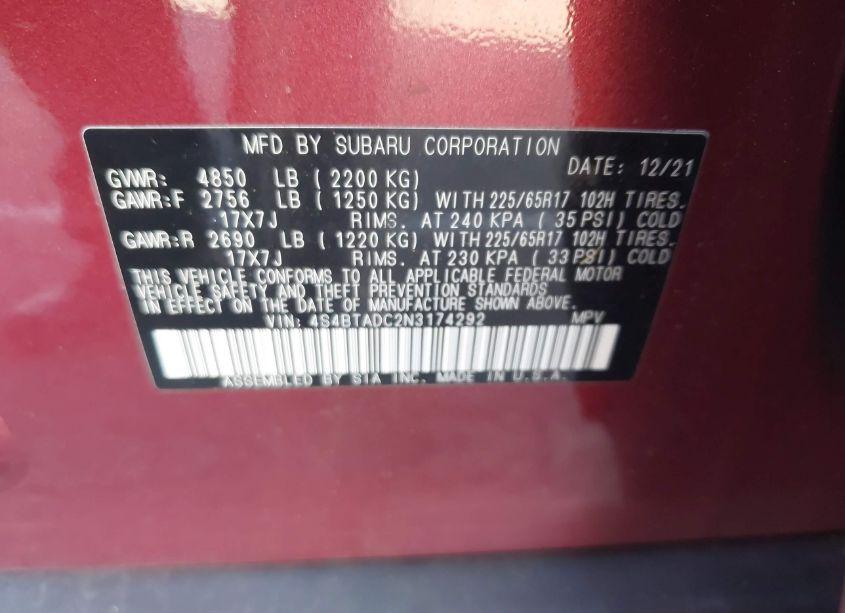 MFD BY SUBARU CORPORATION
DATE: 12/21
GVWR: 4850 LB (2200 KG)
GAWR:F 2756 LB (1250 KG) WITH 225/65R17 102H TIRES.
17X7J RIMS. AT 240 KPA (35 PSI) COLD
GAWR:R 2690 LB (1220 KG) WITH 225/65R17 102H TIRES.
17X7J RIMS. AT 230 KPA (33 PSI) COLD
THIS VEHICLE CONFORMS TO ALL APPLICABLE FEDERAL MOTOR
VEHICLE SAFETY AND THEFT PREVENTION STANDARDS
IN EFFECT ON THE DATE OF MANUFACTURE SHOWN ABOVE.
VIN: 4S4BTADC2N3174292 MPV
ASSEMBLED BY SIA INC. MADE IN U.S.A.